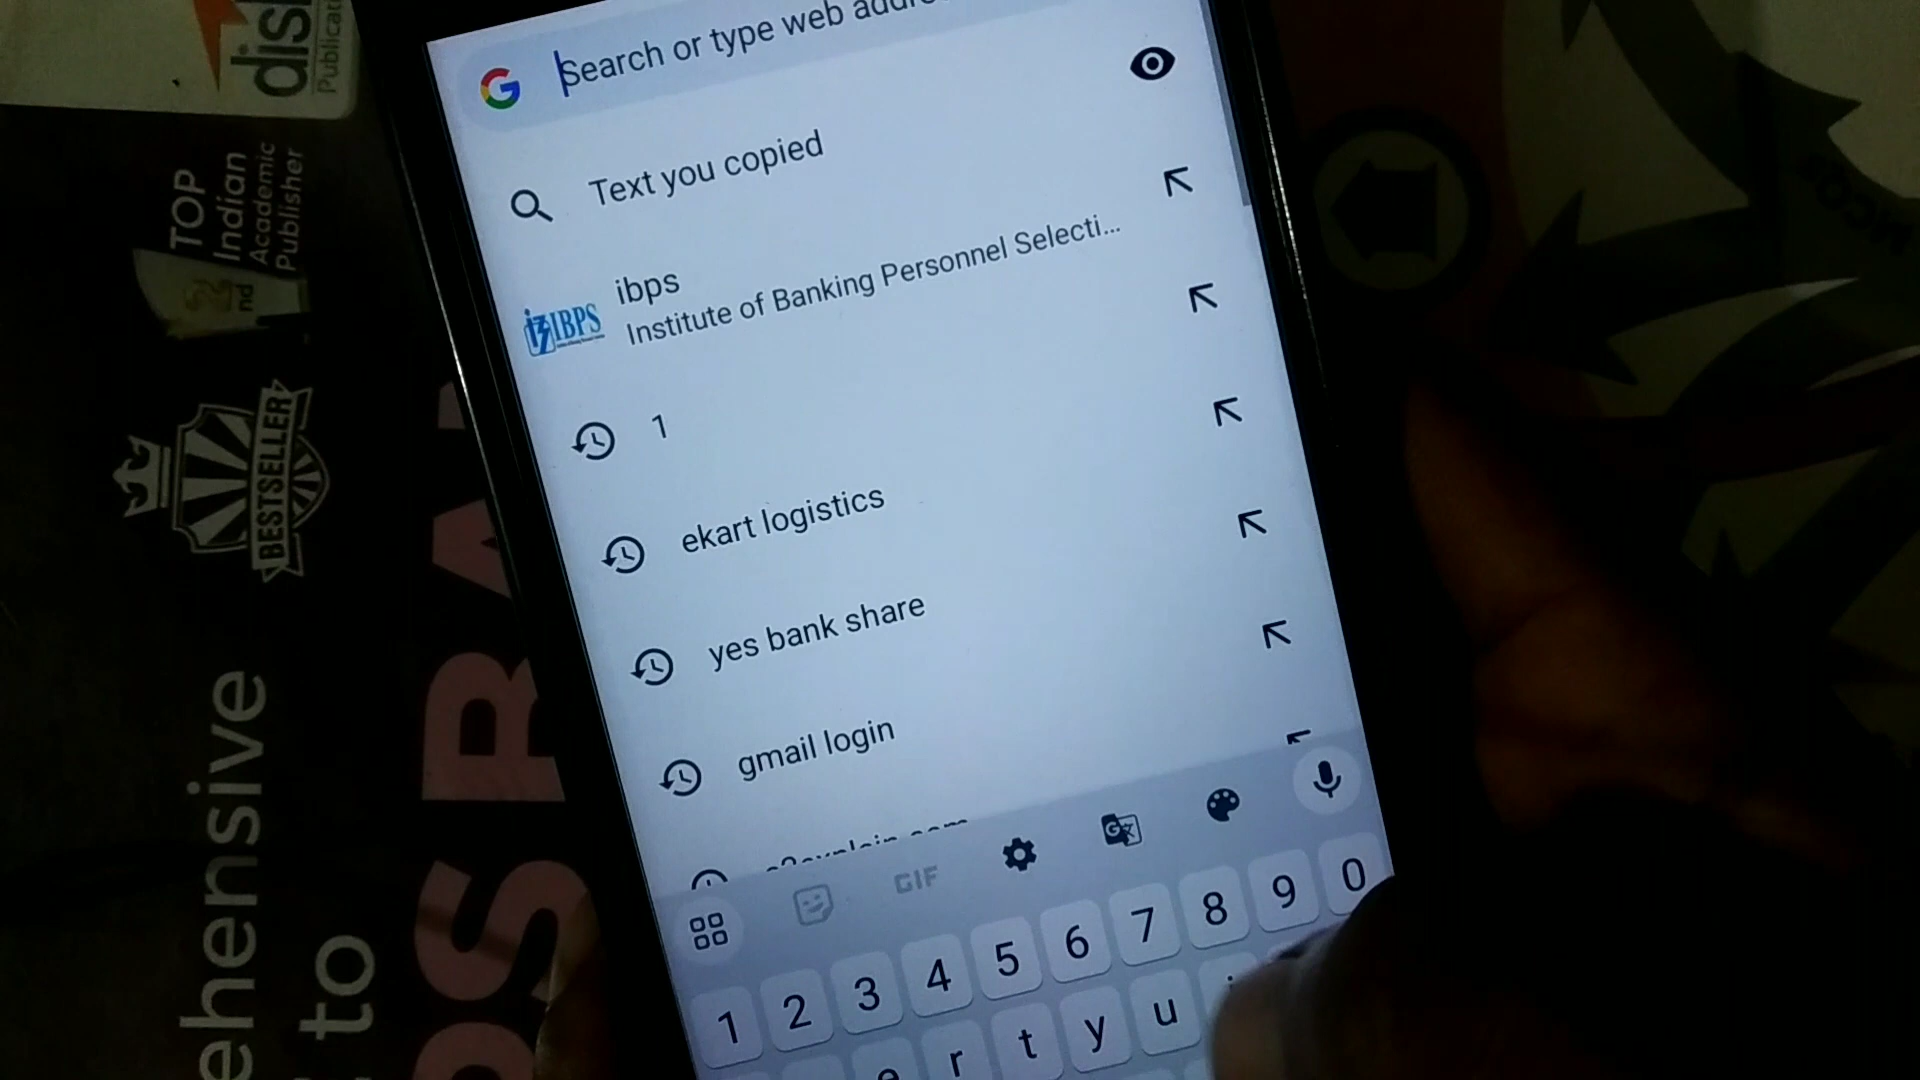 Search or type web
Text you copied
ibps
Institute of Banking Personnel Selecti...
IBPS
1
ekart logistics
yes bank share
gmail login
GIF
1 2 3 4 5 6 7 8 9 0
r t y u
TOP
Indian
Academic
Publisher
2nd
BESTSELLER
ehensive
to